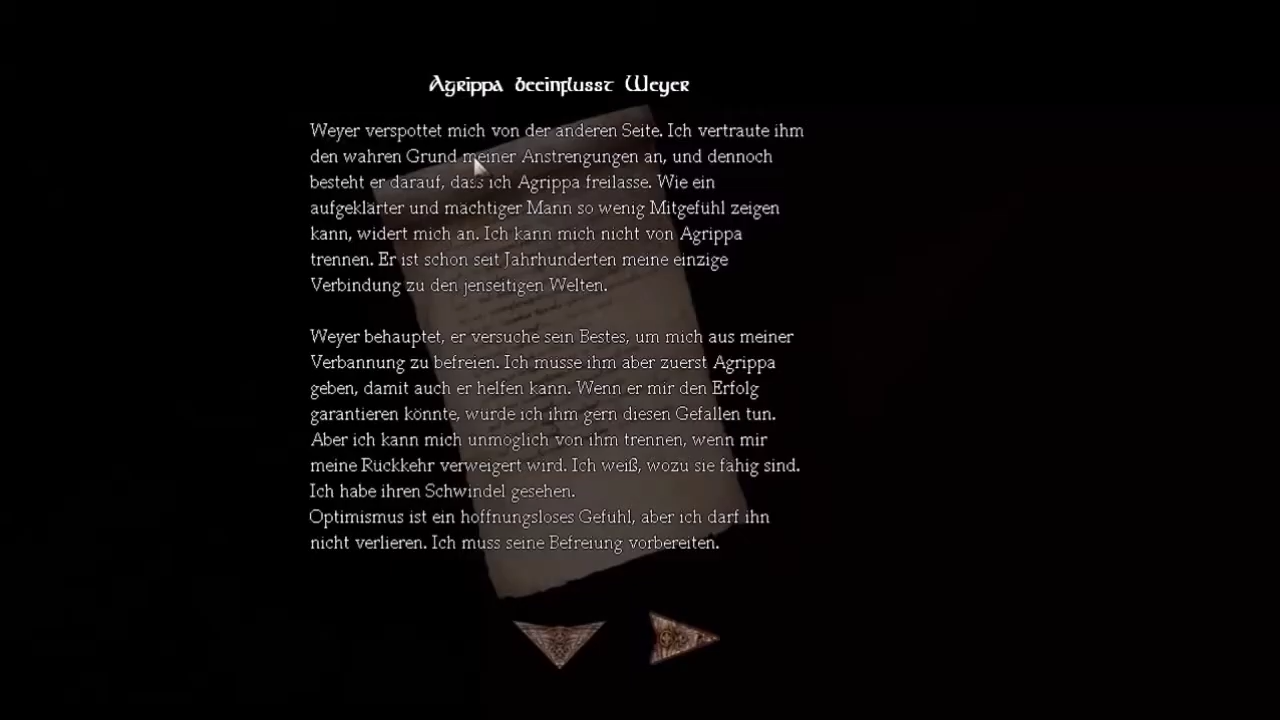 Agrippa beeinflusst Weyer
Weyer verspottet mich von der anderen Seite. Ich vertraute ihm
den wahren Grund meiner Anstrengungen an, und dennoch
besteht er darauf, dass ich Agrippa freilasse. Wie ein
aufgeklärter und mächtiger Mann so wenig Mitgefühl zeigen
kann, widert mich an. Ich kann mich nicht von Agrippa
trennen. Er ist schon seit Jahrhunderten meine einzige
Verbindung zu den jenseitigen Welten.
Weyer behauptet, er versuche sein Bestes, um mich aus meiner
Verbannung zu befreien. Ich müsse ihm aber zuerst Agrippa
geben, damit auch er helfen kann. Wenn er mir den Erfolg
garantieren könnte, würde ich ihm gern diesen Gefallen tun.
Aber ich kann mich unmöglich von ihm trennen, wenn mir
meine Rückkehr verweigert wird. Ich weiß, wozu sie fähig sind.
Ich habe ihren Schwindel gesehen.
Optimismus ist ein hoffnungsloses Gefühl, aber ich darf ihn
nicht verlieren. Ich muss seine Befreiung vorbereiten.